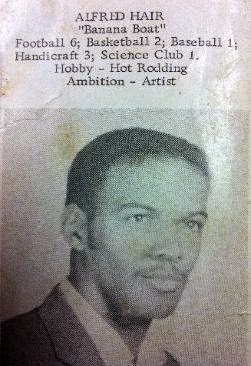 ALFRED HAIR
"Banana Boat"
Football 6; Basketball 2; Baseball 1;
Handicraft 3; Science Club 1.
Hobby - Hot Rodding
Ambition - Artist